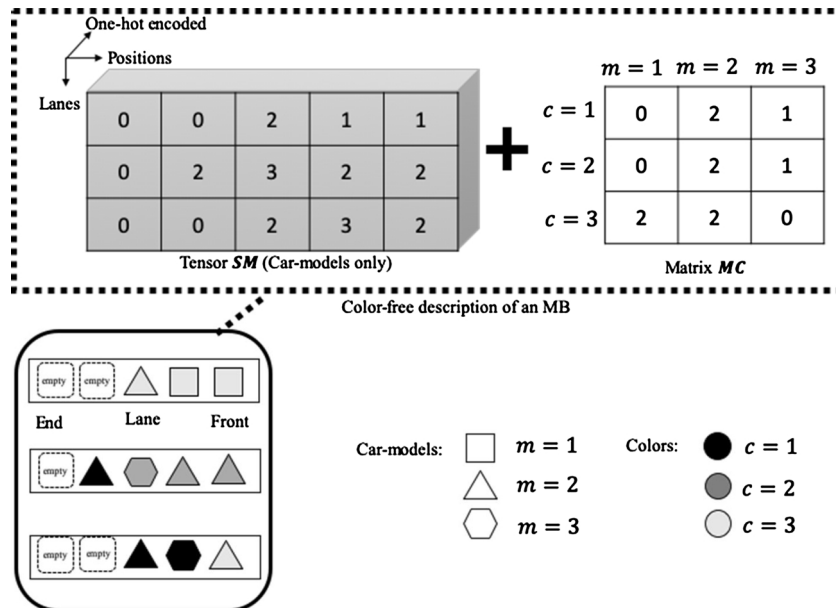 One-hot encoded
Positions
Lanes
m = 1 m = 2 m = 3
0 0 2 1 1
c = 1 0 2 1
0 2 3 2 2
c = 2 0 2 1
0 0 2 3 2
c = 3 2 2 0
+
Tensor SM (Car-models only)
Matrix MC
Color-free description of an MB
empty empty
End Lane Front
empty
empty empty
Car-models: m = 1
m = 2
m = 3
Colors: c = 1
c = 2
c = 3